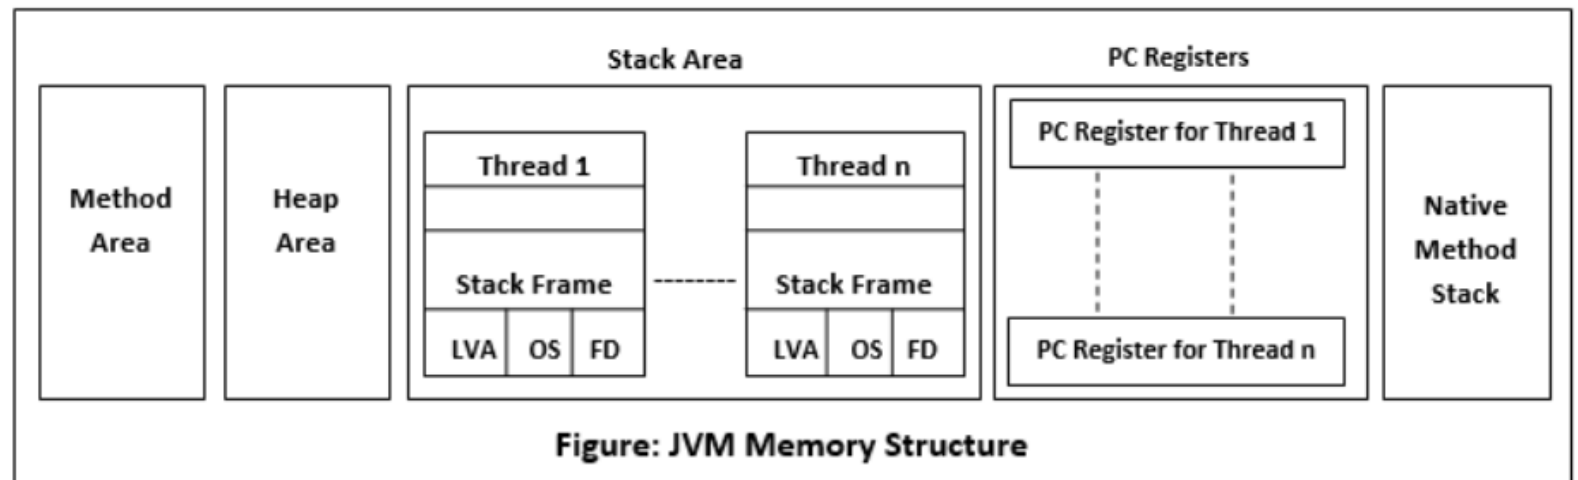 Method
Area
Heap
Area
Stack Area
Thread 1
Stack Frame
LVA OS FD
--------
Thread n
Stack Frame
LVA OS FD
PC Registers
PC Register for Thread 1
PC Register for Thread n
Native
Method
Stack
Figure: JVM Memory Structure